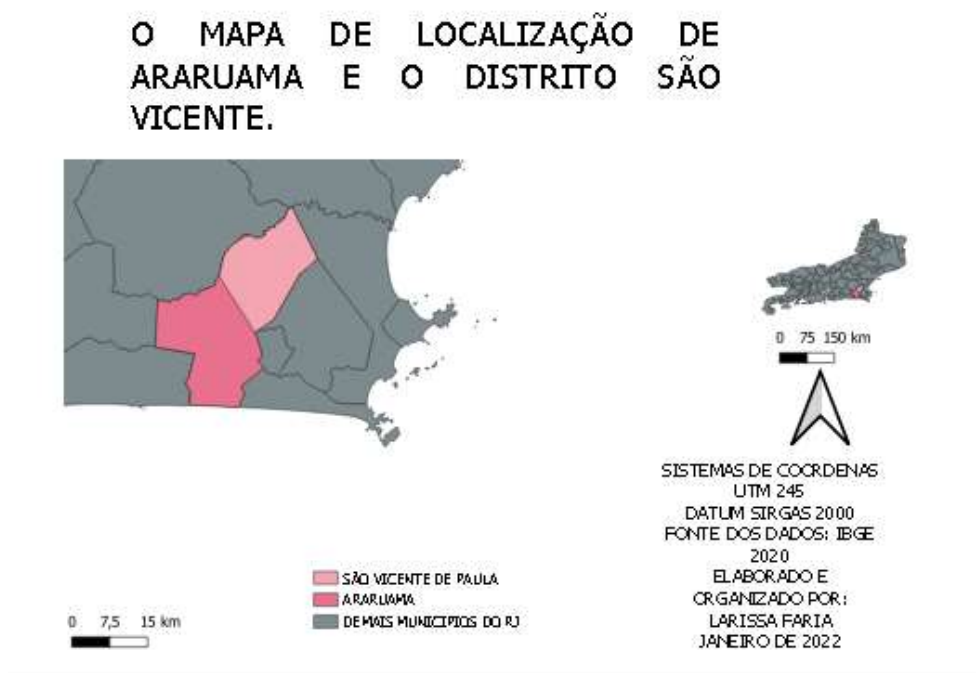 O MAPA DE LOCALIZAÇÃO DE
ARARUAMA E O DISTRITO SÃO
VICENTE.
0 75 150 km
SISTEMAS DE COORDENAS
UTM 245
DATUM SIRGAS 2000
FONTE DOS DADOS: IBGE
2020
ELABORADO E
ORGANIZADO POR:
LARISSA FARIA
JANEIRO DE 2022
SÃO VICENTE DE PAULA
ARARUAMA
DEMAIS MUNICIPIOS DO RJ
0 7,5 15 km